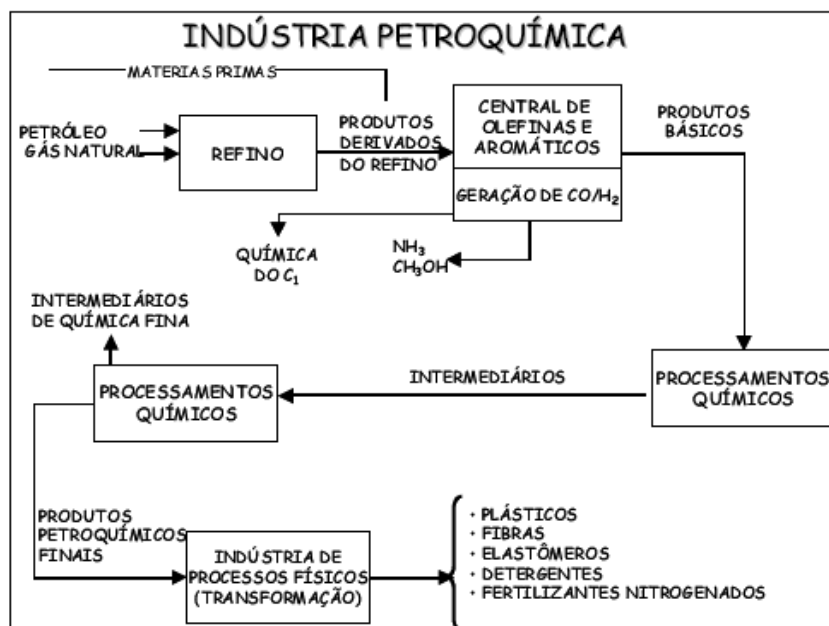 INDÚSTRIA PETROQUÍMICA
MATERIAS PRIMAS
PETRÓLEO
GÁS NATURAL
REFINO
PRODUTOS
DERIVADOS
DO REFINO
CENTRAL DE
OLEFINAS E
AROMÁTICOS
GERAÇÃO DE CO/H₂
PRODUTOS
BÁSICOS
QUÍMICA
DO C₁
NH₃
CH₃OH
INTERMEDIÁRIOS
DE QUÍMICA FINA
PROCESSAMENTOS
QUÍMICOS
INTERMEDIÁRIOS
PROCESSAMENTOS
QUÍMICOS
PRODUTOS
PETROQUÍMICOS
FINAIS
INDÚSTRIA DE
PROCESSOS FÍSICOS
(TRANSFORMAÇÃO)
· PLÁSTICOS
· FIBRAS
· ELASTÔMEROS
· DETERGENTES
· FERTILIZANTES NITROGENADOS